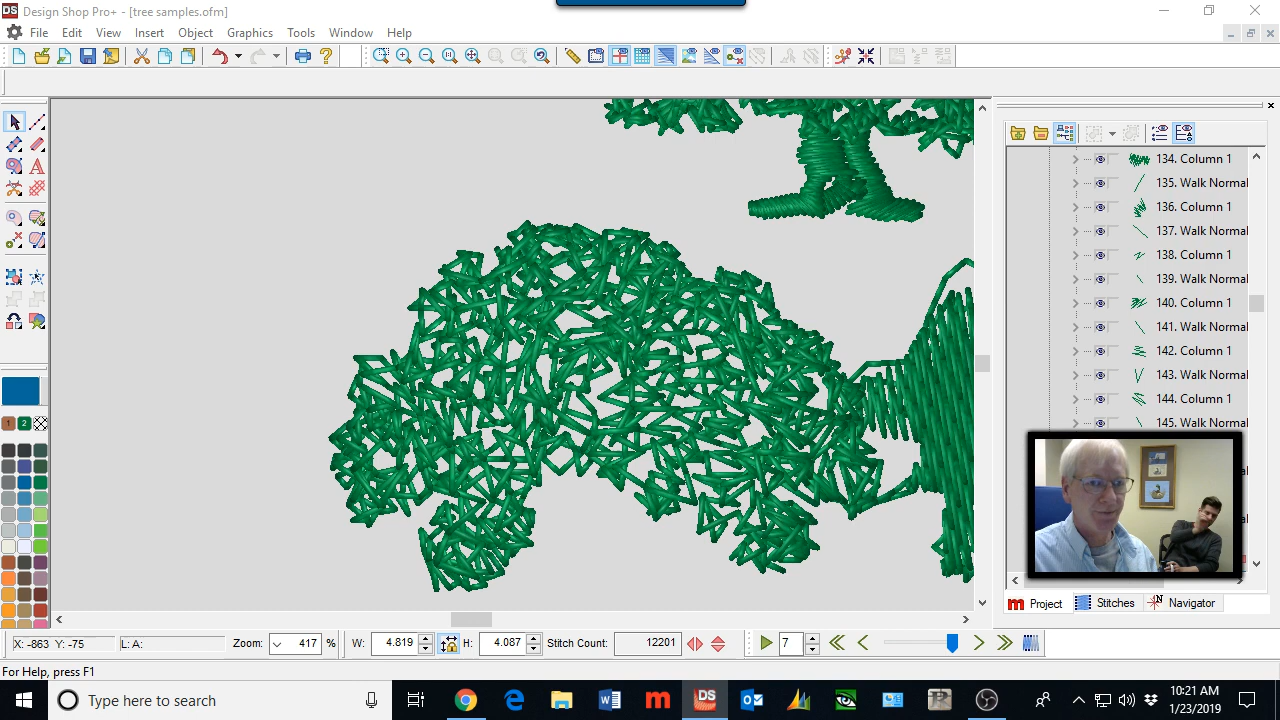 DS Design Shop Pro+ - [tree samples.ofm]
File Edit View Insert Object Graphics Tools Window Help
134. Column 1
135. Walk Normal
136. Column 1
137. Walk Normal
138. Column 1
139. Walk Normal
140. Column 1
141. Walk Normal
142. Column 1
143. Walk Normal
144. Column 1
145. Walk Normal
1 2
Project Stitches Navigator
X: -863 Y: -75 L: A: Zoom: 417 % W: 4.819 H: 4.087 Stitch Count: 12201 7
For Help, press F1
Type here to search
DS
10:21 AM
1/23/2019